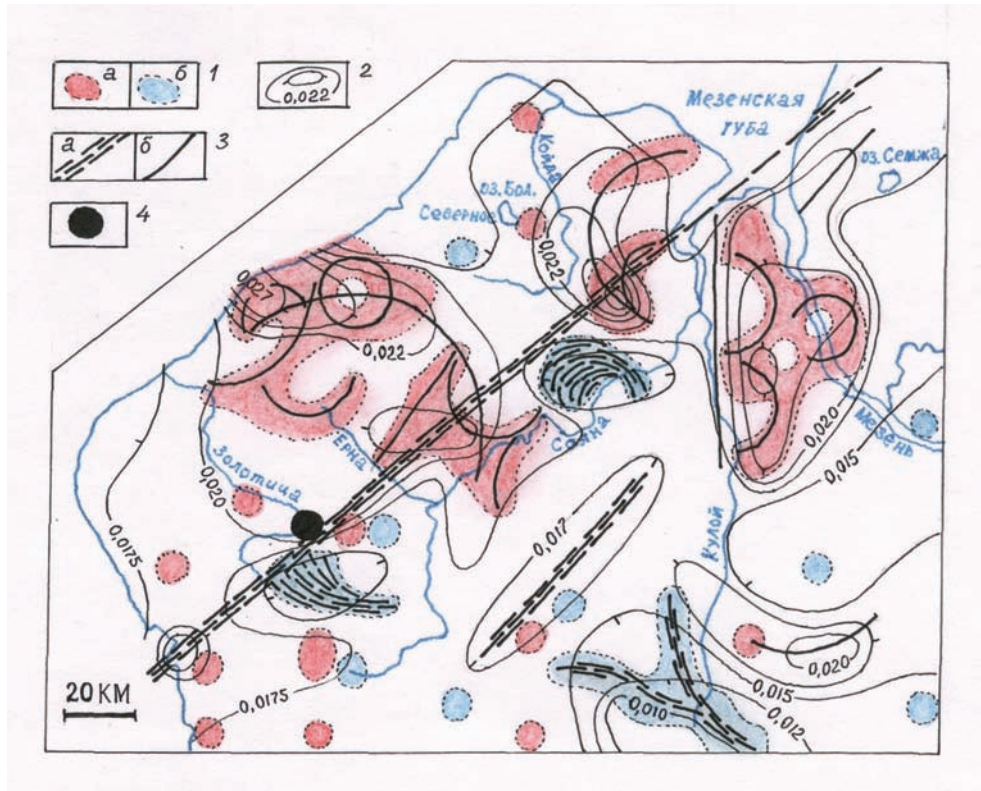 а б 1
2
0,022
а б 3
4
Мезенская
губа
оз. Семжа
Койда
оз. Бол.
Северное
0,022
0,027
0,022
0,020
0,015
Мезень
Сояна
Ерна
Золотица
0,020
0,0175
0,017
Кулой
0,020
0,015
0,012
0,010
0,0175
20 КМ